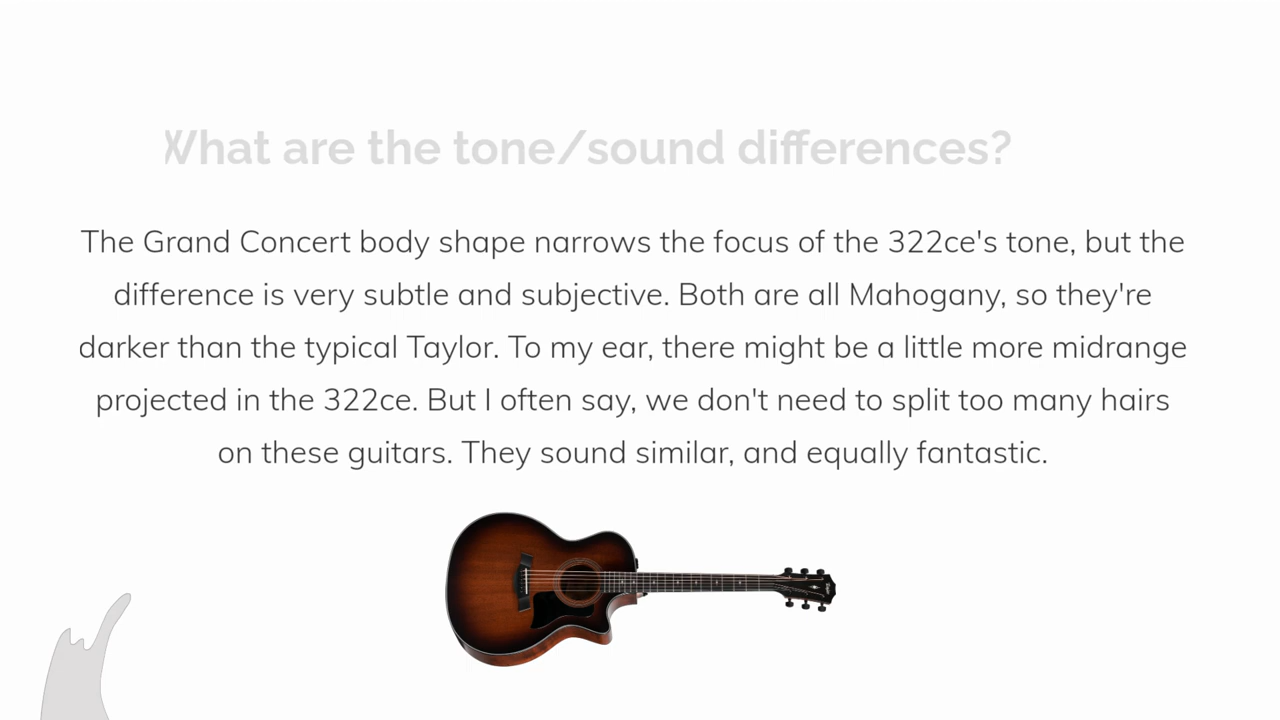 What are the tone/sound differences?
The Grand Concert body shape narrows the focus of the 322ce's tone, but the
difference is very subtle and subjective. Both are all Mahogany, so they're
darker than the typical Taylor. To my ear, there might be a little more midrange
projected in the 322ce. But I often say, we don't need to split too many hairs
on these guitars. They sound similar, and equally fantastic.